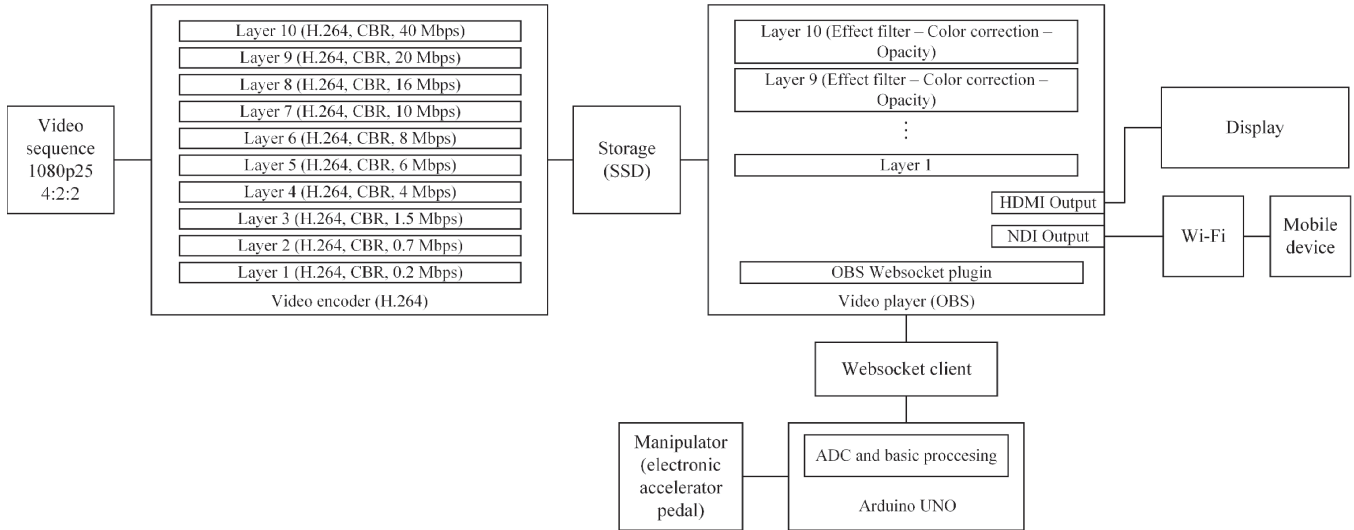 Video
sequence
1080p25
4:2:2
Layer 10 (H.264, CBR, 40 Mbps)
Layer 9 (H.264, CBR, 20 Mbps)
Layer 8 (H.264, CBR, 16 Mbps)
Layer 7 (H.264, CBR, 10 Mbps)
Layer 6 (H.264, CBR, 8 Mbps)
Layer 5 (H.264, CBR, 6 Mbps)
Layer 4 (H.264, CBR, 4 Mbps)
Layer 3 (H.264, CBR, 1.5 Mbps)
Layer 2 (H.264, CBR, 0.7 Mbps)
Layer 1 (H.264, CBR, 0.2 Mbps)
Video encoder (H.264)
Storage
(SSD)
Layer 10 (Effect filter – Color correction –
Opacity)
Layer 9 (Effect filter – Color correction –
Opacity)
⋮
Layer 1
HDMI Output
NDI Output
OBS Websocket plugin
Video player (OBS)
Display
Wi-Fi
Mobile
device
Websocket client
Manipulator
(electronic
accelerator
pedal)
ADC and basic proccesing
Arduino UNO